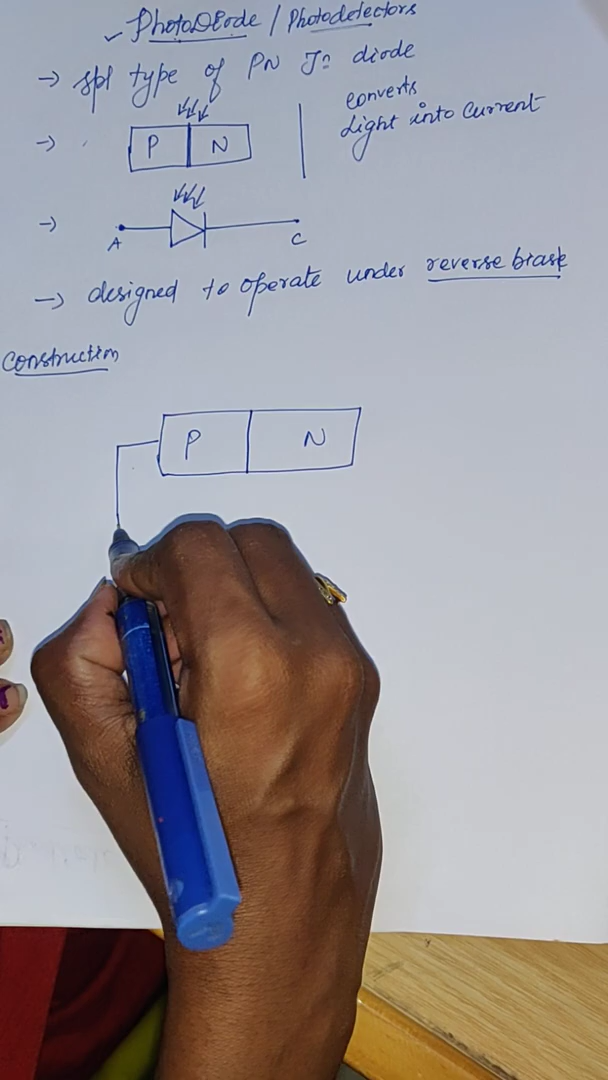 ✓ PhotoDiode / Photodetectors
→ spl type of PN Jn diode
→ P N
converts
Light into Current
→ A C
→ designed to operate under reverse bias
Construction
P N